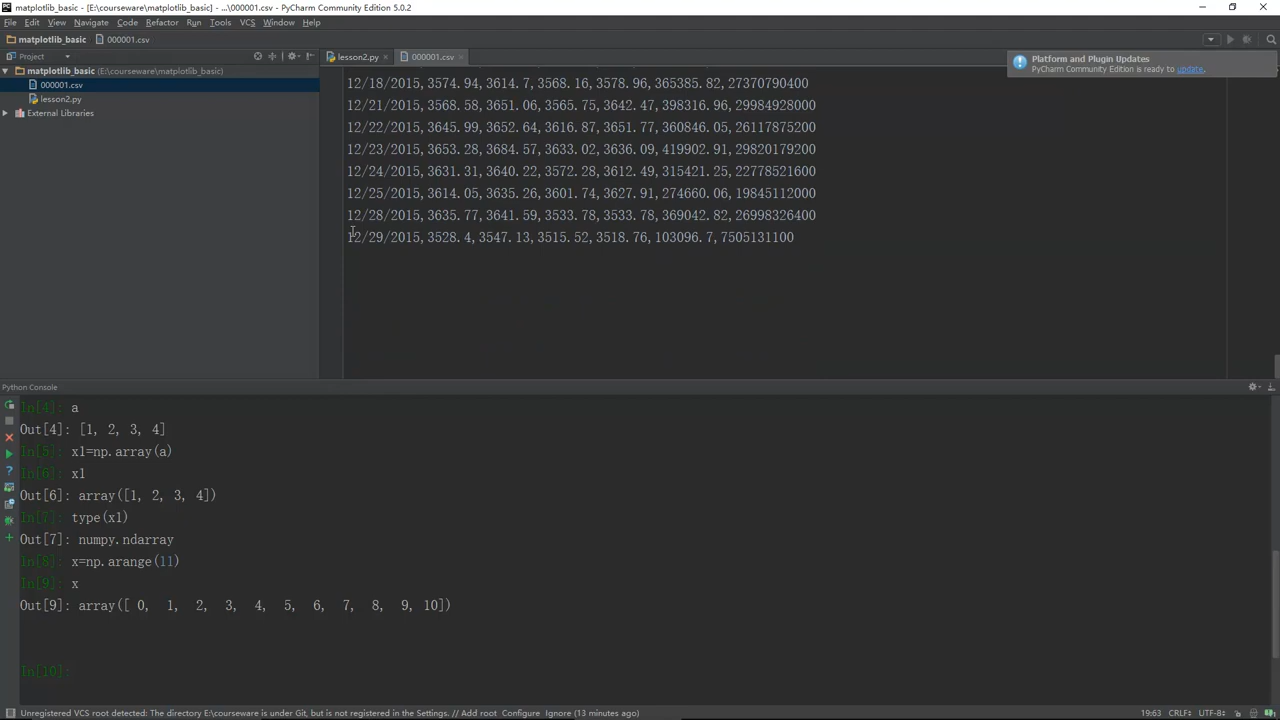 matplotlib_basic - [E:\courseware\matplotlib_basic] - ...\000001.csv - PyCharm Community Edition 5.0.2
File Edit View Navigate Code Refactor Run Tools VCS Window Help
matplotlib_basic 000001.csv
Project
lesson2.py 000001.csv
matplotlib_basic (E:\courseware\matplotlib_basic)
000001.csv
lesson2.py
External Libraries
Platform and Plugin Updates
PyCharm Community Edition is ready to update.
12/18/2015,3574.94,3614.7,3568.16,3578.96,365385.82,27370790400
12/21/2015,3568.58,3651.06,3565.75,3642.47,398316.96,29984928000
12/22/2015,3645.99,3652.64,3616.87,3651.77,360846.05,26117875200
12/23/2015,3653.28,3684.57,3633.02,3636.09,419902.91,29820179200
12/24/2015,3631.31,3640.22,3572.28,3612.49,315421.25,22778521600
12/25/2015,3614.05,3635.26,3601.74,3627.91,274660.06,19845112000
12/28/2015,3635.77,3641.59,3533.78,3533.78,369042.82,26998326400
12/29/2015,3528.4,3547.13,3515.52,3518.76,103096.7,7505131100
Python Console
In[4]: a
Out[4]: [1, 2, 3, 4]
In[5]: x1=np.array(a)
In[6]: x1
Out[6]: array([1, 2, 3, 4])
In[7]: type(x1)
Out[7]: numpy.ndarray
In[8]: x=np.arange(11)
In[9]: x
Out[9]: array([ 0, 1, 2, 3, 4, 5, 6, 7, 8, 9, 10])
In[10]:
Unregistered VCS root detected: The directory E:\courseware is under Git, but is not registered in the Settings. // Add root Configure Ignore (13 minutes ago)
19:63 CRLF÷ UTF-8÷